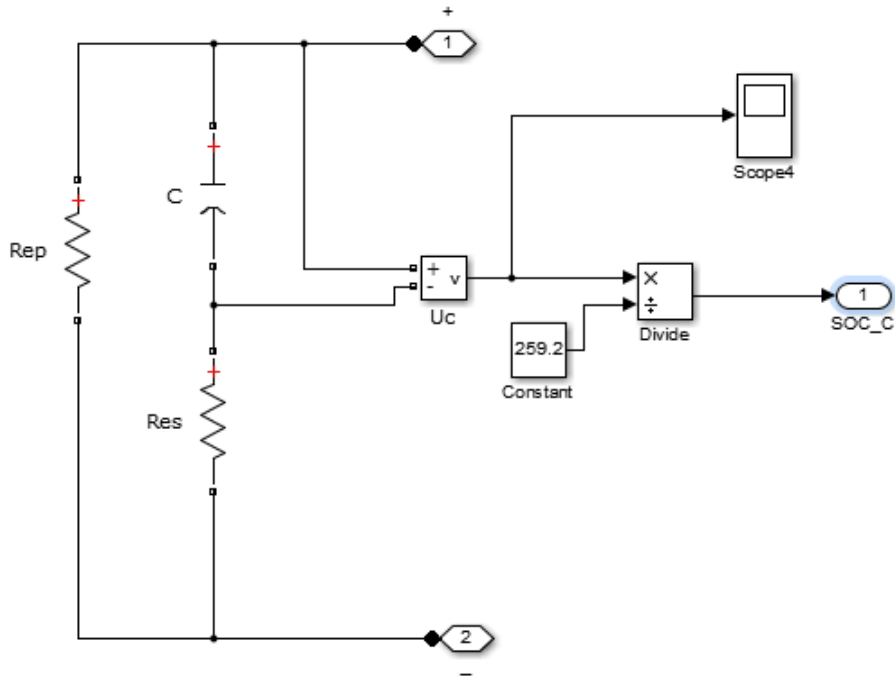 +
1
+
+
C
Rep
Scope4
+
-
v
Uc
×
÷
Divide
1
SOC_C
259.2
Constant
+
Res
2
–